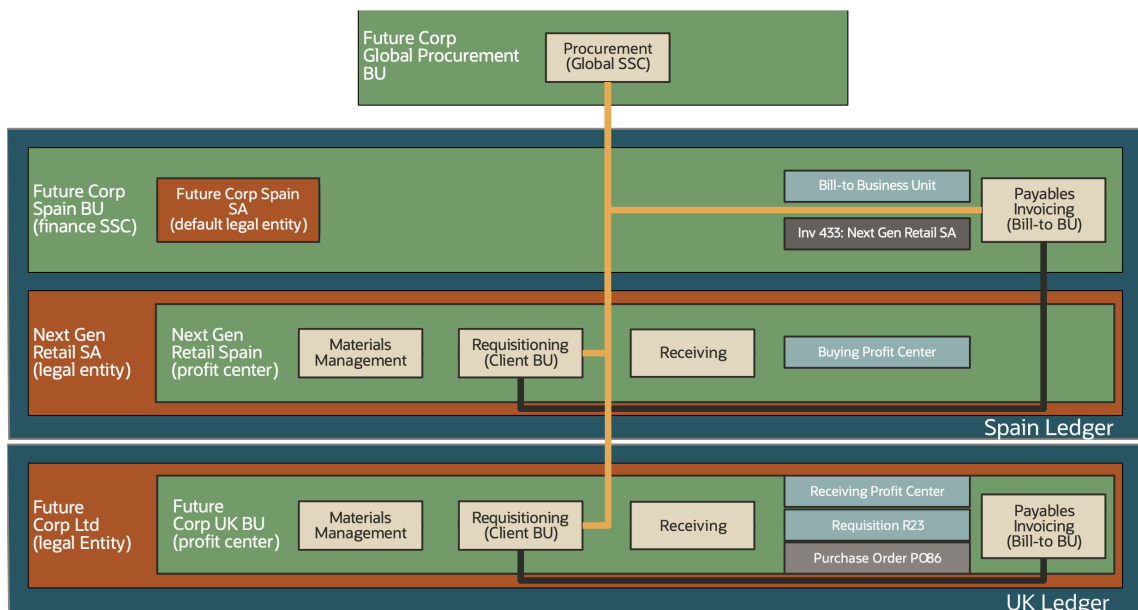 Future Corp
Global Procurement
BU
Procurement
(Global SSC)
Future Corp
Spain BU
(finance SSC)
Future Corp Spain
SA
(default legal entity)
Bill-to Business Unit
Inv 433: Next Gen Retail SA
Payables
Invoicing
(Bill-to BU)
Next Gen
Retail SA
(legal entity)
Next Gen
Retail Spain
(profit center)
Materials
Management
Requisitioning
(Client BU)
Receiving
Buying Profit Center
Spain Ledger
Future
Corp Ltd
(legal Entity)
Future
Corp UK BU
(profit center)
Materials
Management
Requisitioning
(Client BU)
Receiving
Receiving Profit Center
Requisition R23
Purchase Order PO86
Payables
Invoicing
(Bill-to BU)
UK Ledger